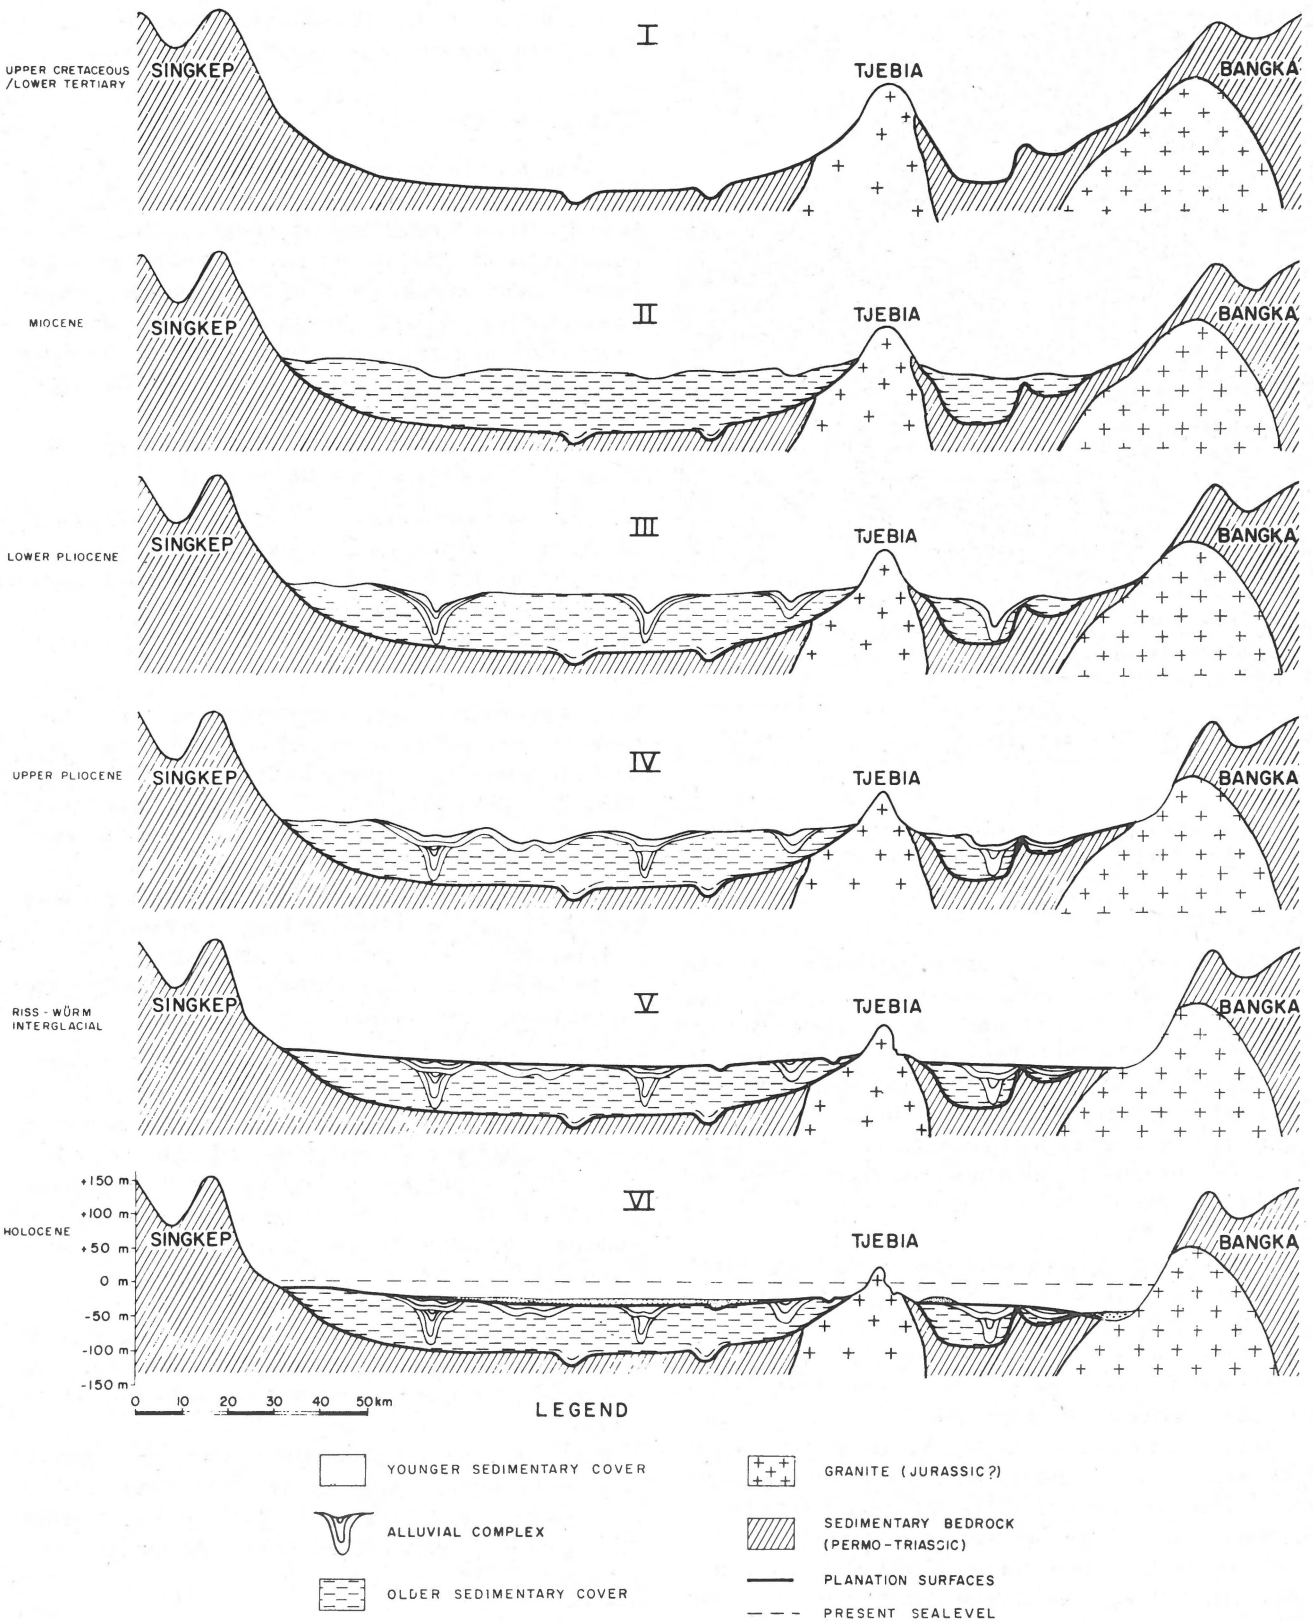 I
UPPER CRETACEOUS
/LOWER TERTIARY
SINGKEP
TJEBIA
BANGKA
II
MIOCENE
SINGKEP
TJEBIA
BANGKA
III
LOWER PLIOCENE
SINGKEP
TJEBIA
BANGKA
IV
UPPER PLIOCENE
SINGKEP
TJEBIA
BANGKA
V
RISS-WÜRM
INTERGLACIAL
SINGKEP
TJEBIA
BANGKA
VI
HOLOCENE
+150 m
+100 m
+50 m
0 m
-50 m
-100 m
-150 m
SINGKEP
TJEBIA
BANGKA
0 10 20 30 40 50 km
LEGEND
YOUNGER SEDIMENTARY COVER
ALLUVIAL COMPLEX
OLDER SEDIMENTARY COVER
GRANITE (JURASSIC?)
SEDIMENTARY BEDROCK
(PERMO-TRIASSIC)
PLANATION SURFACES
PRESENT SEALEVEL